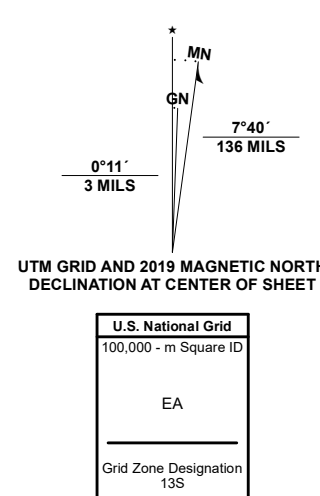 ★
MN
GN
7°40´
136 MILS
0°11´
3 MILS
UTM GRID AND 2019 MAGNETIC NORTH
DECLINATION AT CENTER OF SHEET
U.S. National Grid
100,000 - m Square ID
EA
Grid Zone Designation
13S